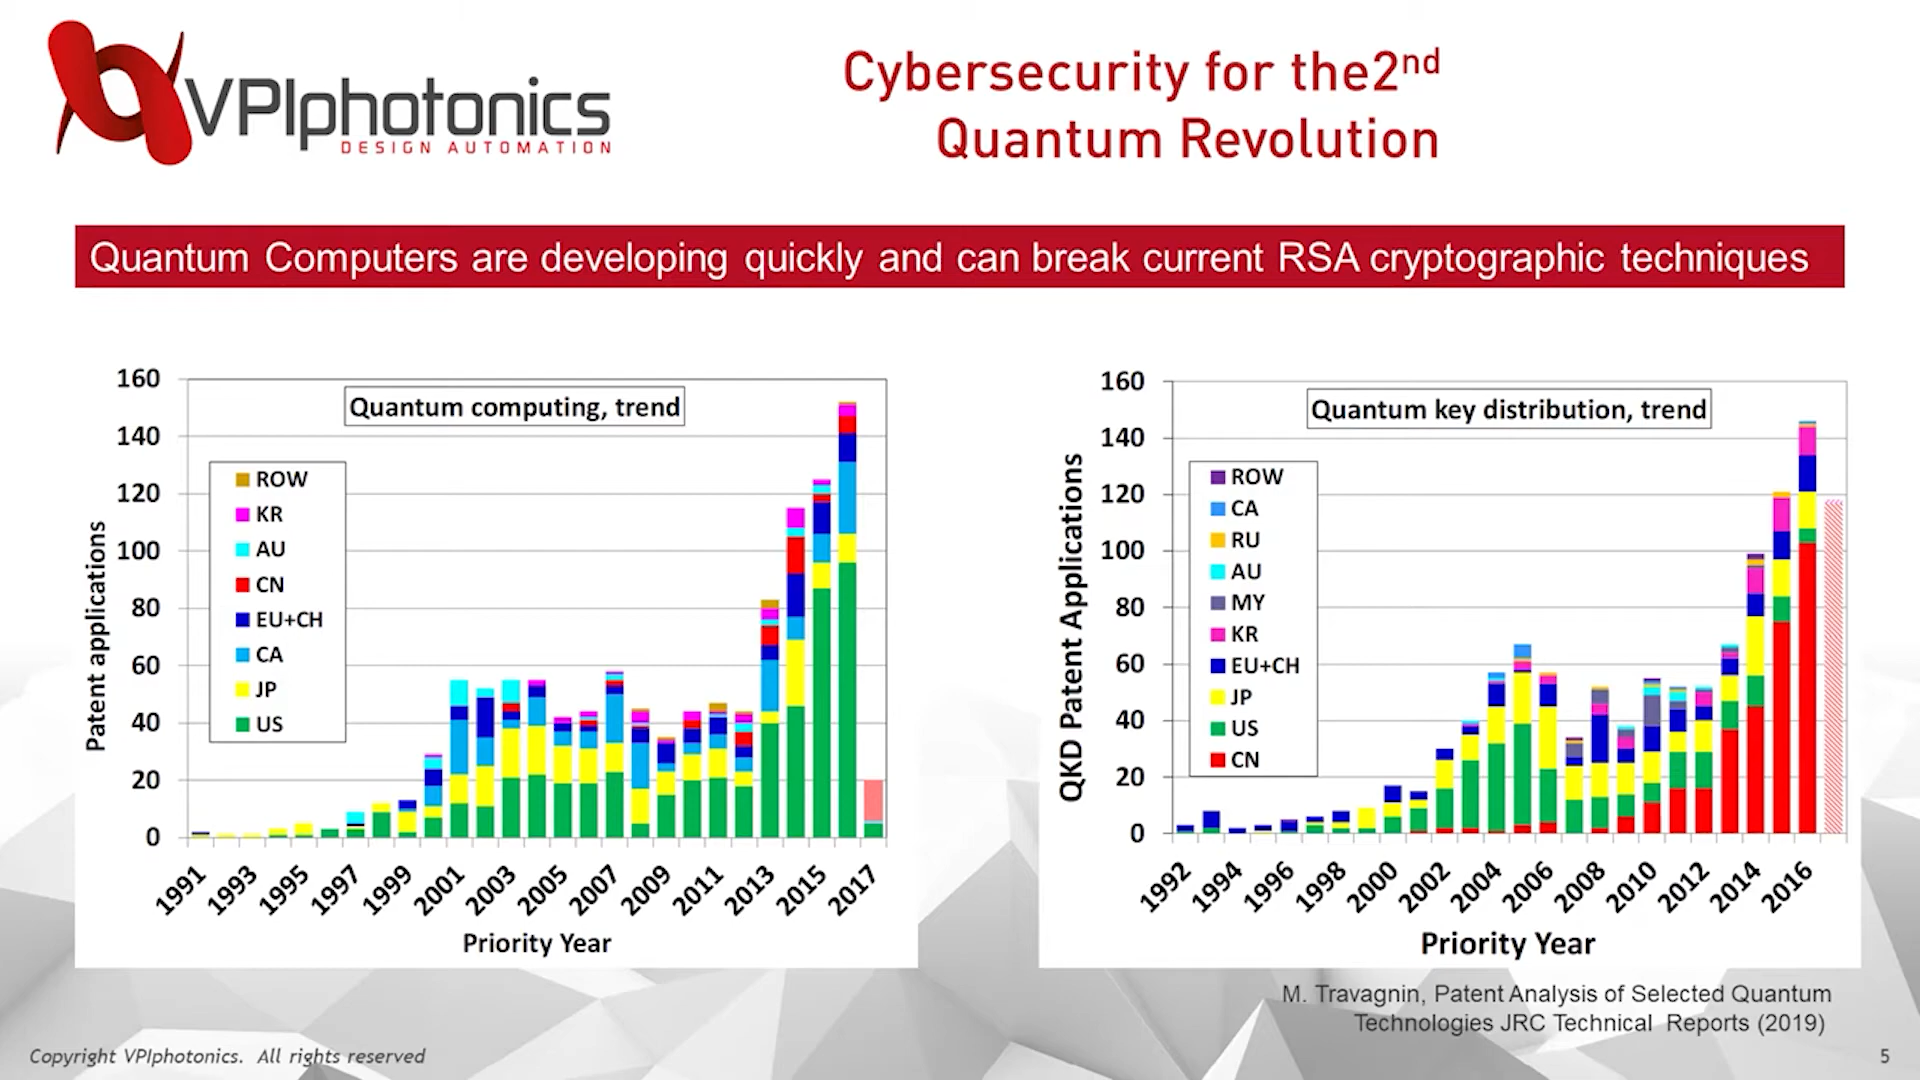 VPIphotonics
DESIGN AUTOMATION
Cybersecurity for the2nd
Quantum Revolution
Quantum Computers are developing quickly and can break current RSA cryptographic techniques
Quantum computing, trend
Patent applications
160
140
120
100
80
60
40
20
0
ROW
KR
AU
CN
EU+CH
CA
JP
US
1991
1993
1995
1997
1999
2001
2003
2005
2007
2009
2011
2013
2015
2017
Priority Year
Quantum key distribution, trend
QKD Patent Applications
160
140
120
100
80
60
40
20
0
ROW
CA
RU
AU
MY
KR
EU+CH
JP
US
CN
1992
1994
1996
1998
2000
2002
2004
2006
2008
2010
2012
2014
2016
Priority Year
M. Travagnin, Patent Analysis of Selected Quantum
Technologies JRC Technical Reports (2019)
Copyright VPIphotonics. All rights reserved
5